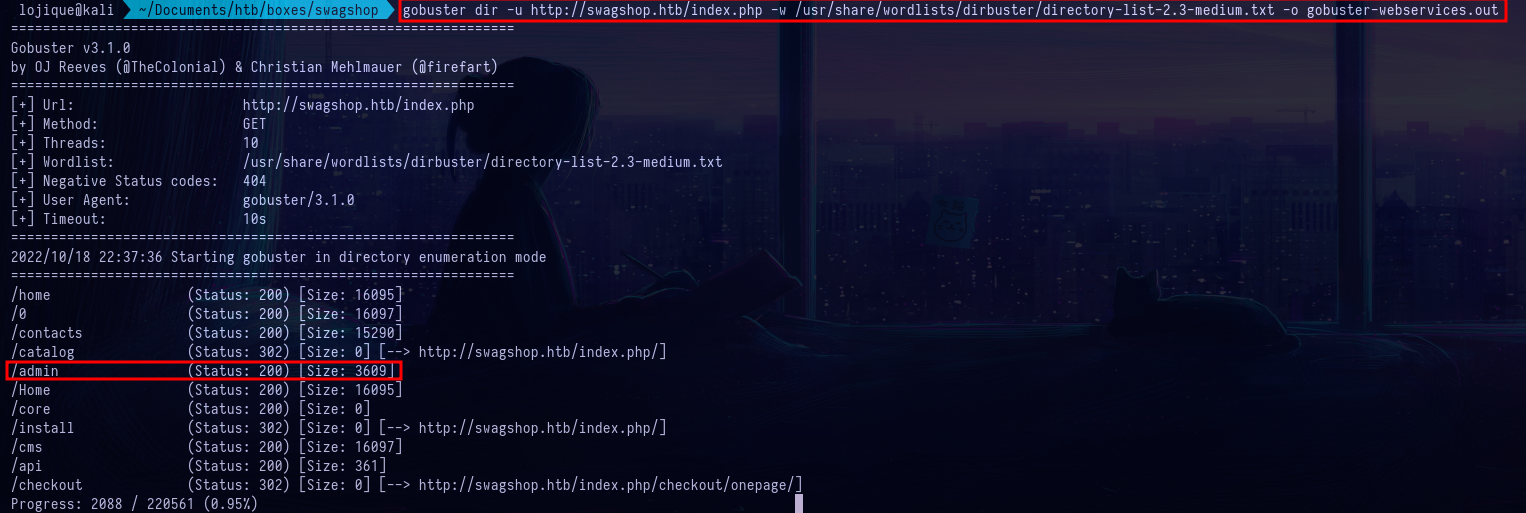 lojique@kali ~/Documents/htb/boxes/swagshop gobuster dir -u http://swagshop.htb/index.php -w /usr/share/wordlists/dirbuster/directory-list-2.3-medium.txt -o gobuster-webservices.out
===============================================================
Gobuster v3.1.0
by OJ Reeves (@TheColonial) & Christian Mehlmauer (@firefart)
===============================================================
[+] Url: http://swagshop.htb/index.php
[+] Method: GET
[+] Threads: 10
[+] Wordlist: /usr/share/wordlists/dirbuster/directory-list-2.3-medium.txt
[+] Negative Status codes: 404
[+] User Agent: gobuster/3.1.0
[+] Timeout: 10s
===============================================================
2022/10/18 22:37:36 Starting gobuster in directory enumeration mode
===============================================================
/home (Status: 200) [Size: 16095]
/0 (Status: 200) [Size: 16097]
/contacts (Status: 200) [Size: 15290]
/catalog (Status: 302) [Size: 0] [--> http://swagshop.htb/index.php/]
/admin (Status: 200) [Size: 3609]
/Home (Status: 200) [Size: 16095]
/core (Status: 200) [Size: 0]
/install (Status: 302) [Size: 0] [--> http://swagshop.htb/index.php/]
/cms (Status: 200) [Size: 16097]
/api (Status: 200) [Size: 361]
/checkout (Status: 302) [Size: 0] [--> http://swagshop.htb/index.php/checkout/onepage/]
Progress: 2088 / 220561 (0.95%)